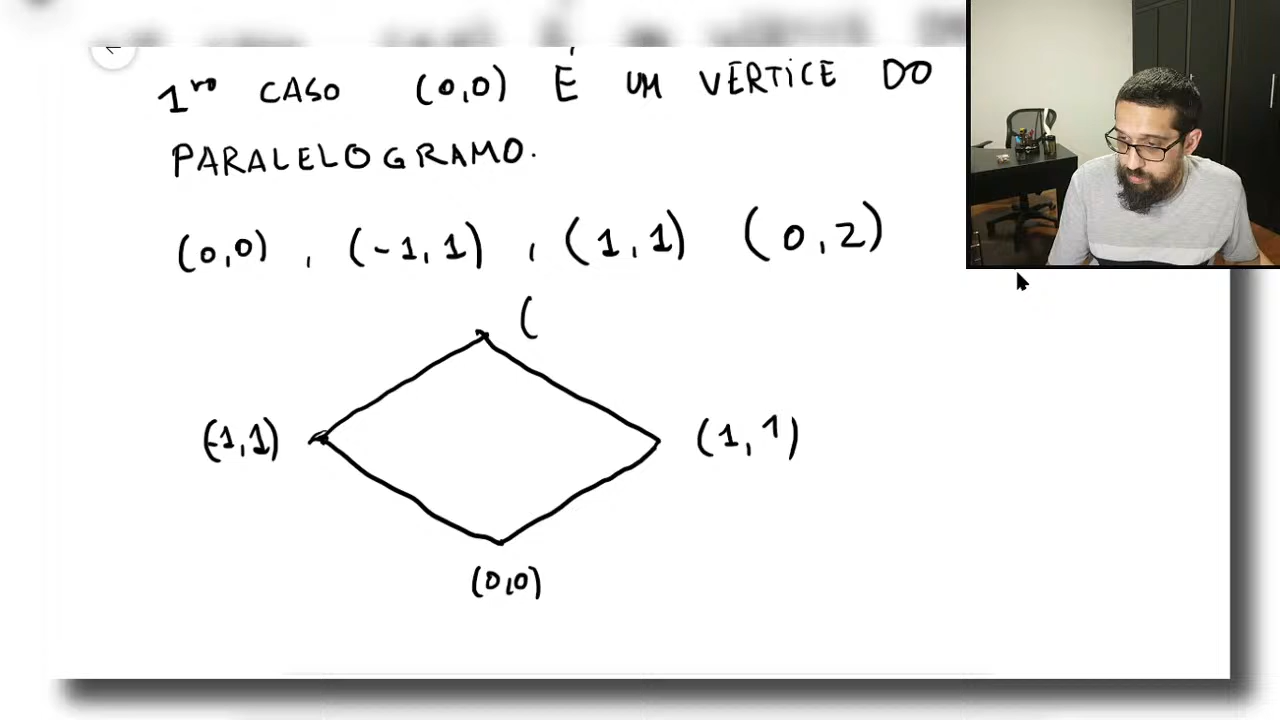 1ro CASO (0,0) É UM VÉRTICE DO
PARALELOGRAMO.
(0,0) , (-1,1) , (1,1) (0,2)
(
(-1,1)
(1,1)
(0,0)